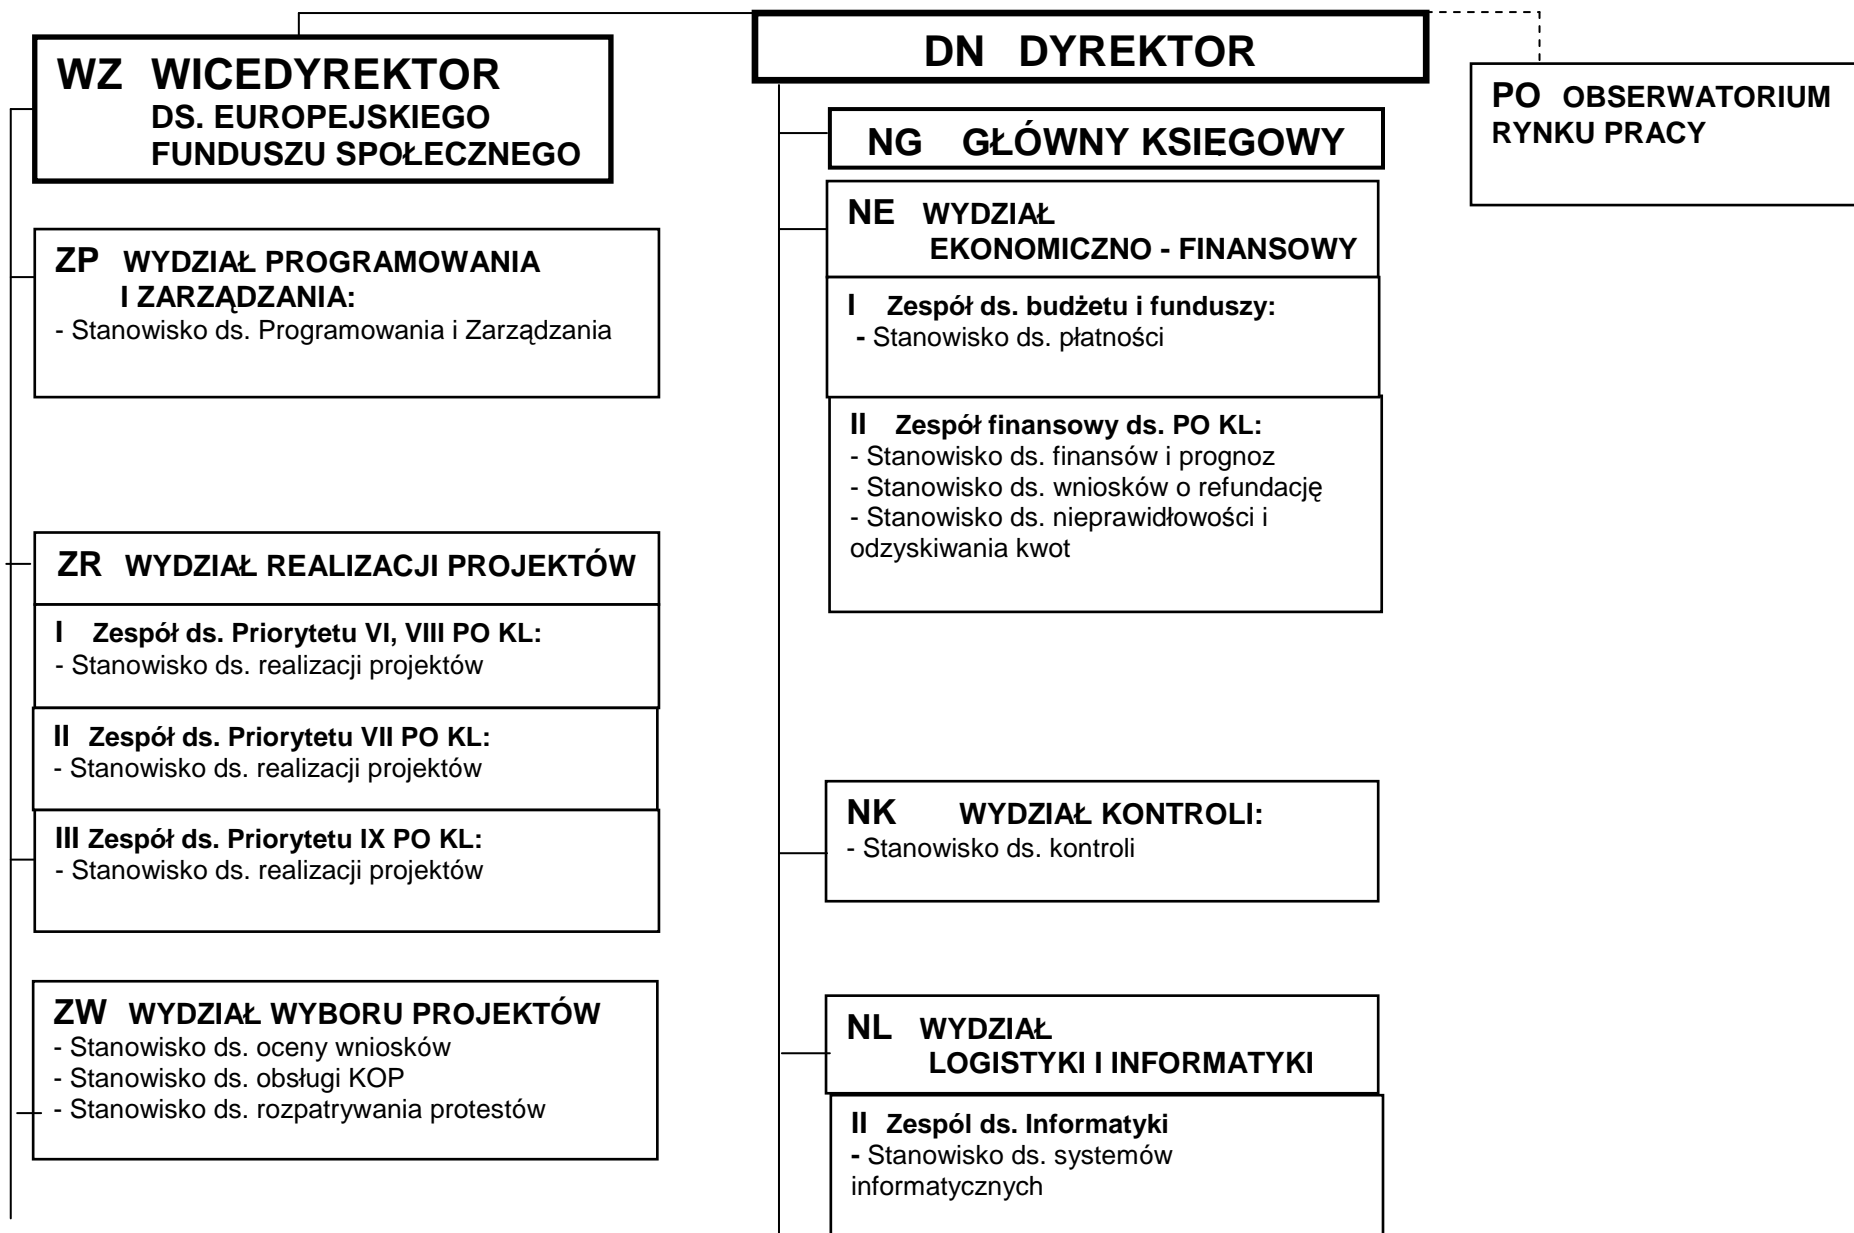 WZ WICEDYREKTOR
DS. EUROPEJSKIEGO
FUNDUSZU SPOŁECZNEGO
ZP WYDZIAŁ PROGRAMOWANIA
I ZARZĄDZANIA:
- Stanowisko ds. Programowania i Zarządzania
ZR WYDZIAŁ REALIZACJI PROJEKTÓW
I Zespół ds. Priorytetu VI, VIII PO KL:
- Stanowisko ds. realizacji projektów
II Zespół ds. Priorytetu VII PO KL:
- Stanowisko ds. realizacji projektów
III Zespół ds. Priorytetu IX PO KL:
- Stanowisko ds. realizacji projektów
ZW WYDZIAŁ WYBORU PROJEKTÓW
- Stanowisko ds. oceny wniosków
- Stanowisko ds. obsługi KOP
- Stanowisko ds. rozpatrywania protestów
DN DYREKTOR
NG GŁÓWNY KSIĘGOWY
NE WYDZIAŁ
EKONOMICZNO - FINANSOWY
I Zespół ds. budżetu i funduszy:
- Stanowisko ds. płatności
II Zespół finansowy ds. PO KL:
- Stanowisko ds. finansów i prognoz
- Stanowisko ds. wniosków o refundację
- Stanowisko ds. nieprawidłowości i
odzyskiwania kwot
NK WYDZIAŁ KONTROLI:
- Stanowisko ds. kontroli
NL WYDZIAŁ
LOGISTYKI I INFORMATYKI
II Zespól ds. Informatyki
- Stanowisko ds. systemów
informatycznych
PO OBSERWATORIUM
RYNKU PRACY